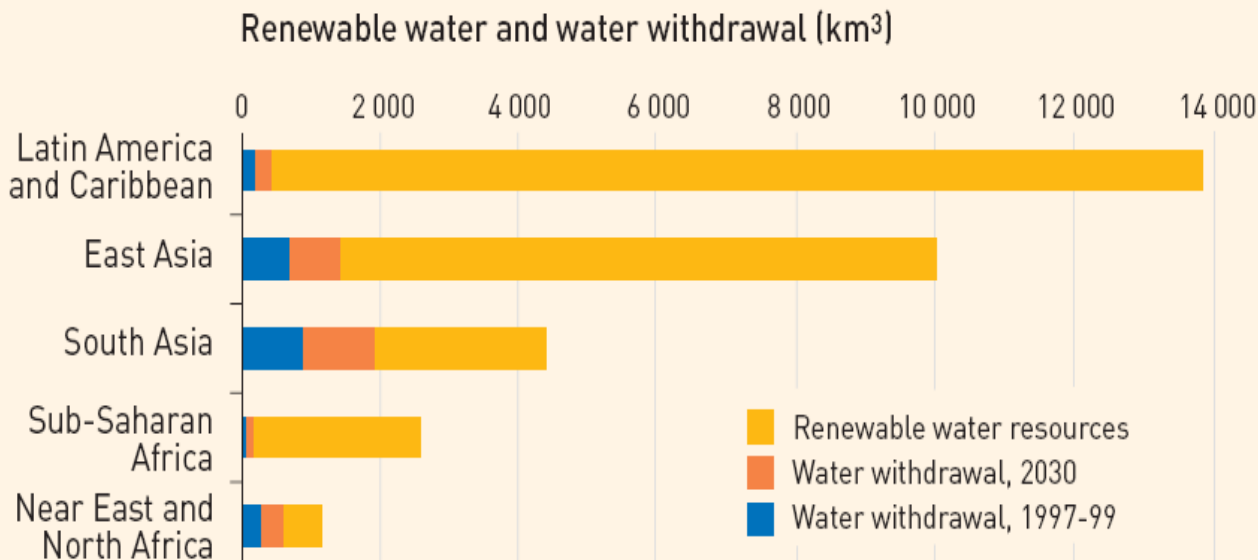 Renewable water and water withdrawal (km³)
0 2 000 4 000 6 000 8 000 10 000 12 000 14 000
Latin America
and Caribbean
East Asia
South Asia
Sub-Saharan
Africa
Near East and
North Africa
Renewable water resources
Water withdrawal, 2030
Water withdrawal, 1997-99